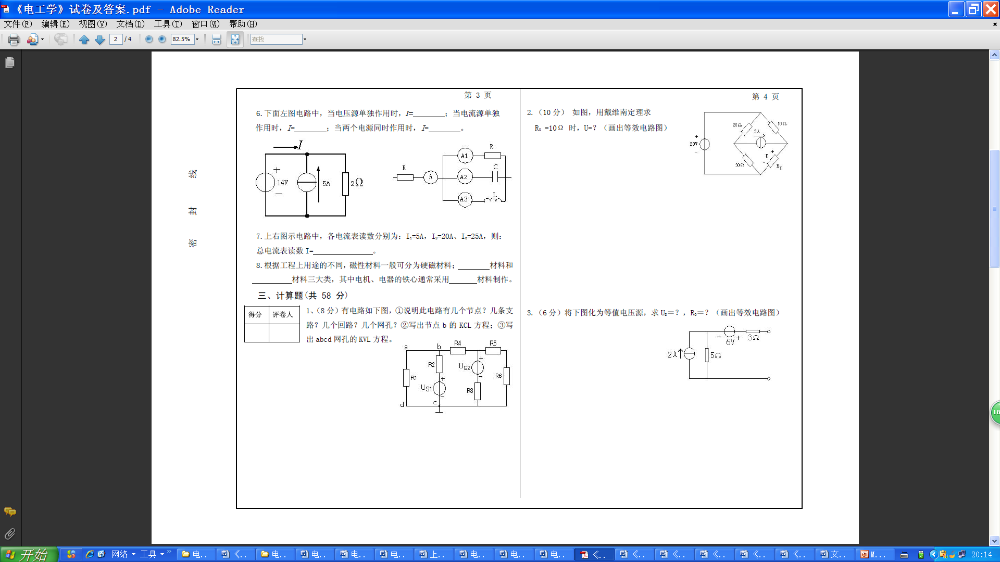 《电工学》试卷及答案.pdf - Adobe Reader
文件(F) 编辑(E) 视图(V) 文档(D) 工具(T) 窗口(W) 帮助(H)
2 / 4 82.5% 查找
第 3 页
6.下面左图电路中，当电压源单独作用时，I=________；当电流源单独
作用时，I=________；当两个电源同时作用时，I=________。
I
+
14V
-
5A
2Ω
R
A
A1
R
A2
C
A3
L
线
封
密
7.上右图示电路中，各电流表读数分别为：I₁=5A，I₂=20A、I₃=25A，则：
总电流表读数I=_______________。
8.根据工程上用途的不同，磁性材料一般可分为硬磁材料；________材料和
__________材料三大类，其中电机、电器的铁心通常采用_______材料制作。
三、计算题(共 58 分)
得分 评卷人
1、（8分）有电路如下图，①说明此电路有几个节点？几条支
路？几个回路？几个网孔？②写出节点 b 的 KCL 方程；③写
出 abcd 网孔的 KVL 方程。
a b R4 R5
R2 + US2 +
R1 US1 - R3 - R6
d c
第 4 页
2.（10分） 如图，用戴维南定理求
RX =10Ω 时，U=？（画出等效电路图）
20Ω 10Ω
3A
+
20V
-
U +
30Ω - RX
3.（6分）将下图化为等值电压源，求 US＝？，R0＝？（画出等效电路图）
- 6V + 3Ω
2A 5Ω
18
开始 网络 工具 » 电.. 《.. 电.. 电.. 电.. 电.. 上.. 电.. 电.. 电.. 《.. 《.. 《.. 《.. 《.. 《.. 文.. M.. 20:14